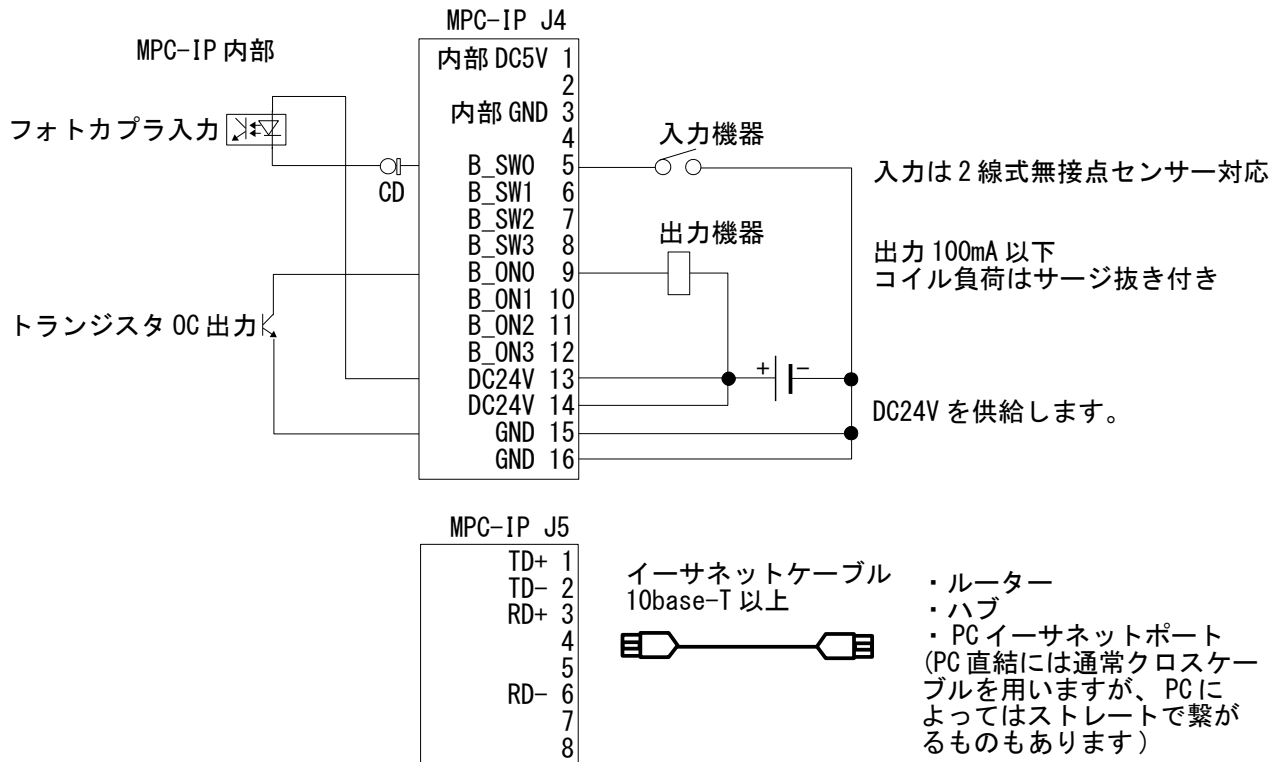 MPC-IP J4
MPC-IP 内部
内部 DC5V 1
2
内部 GND 3
4
フォトカプラ入力
CD
B_SW0 5
B_SW1 6
B_SW2 7
B_SW3 8
B_ON0 9
B_ON1 10
B_ON2 11
B_ON3 12
DC24V 13
DC24V 14
GND 15
GND 16
トランジスタ OC 出力
入力機器
入力は 2 線式無接点センサー対応
出力機器
出力 100mA 以下
コイル負荷はサージ抜き付き
+ −
DC24V を供給します。
MPC-IP J5
TD+ 1
TD- 2
RD+ 3
4
5
RD- 6
7
8
イーサネットケーブル
10base-T 以上
・ルーター
・ハブ
・PC イーサネットポート
(PC 直結には通常クロスケー
ブルを用いますが、PC に
よってはストレートで繋が
るものもあります)